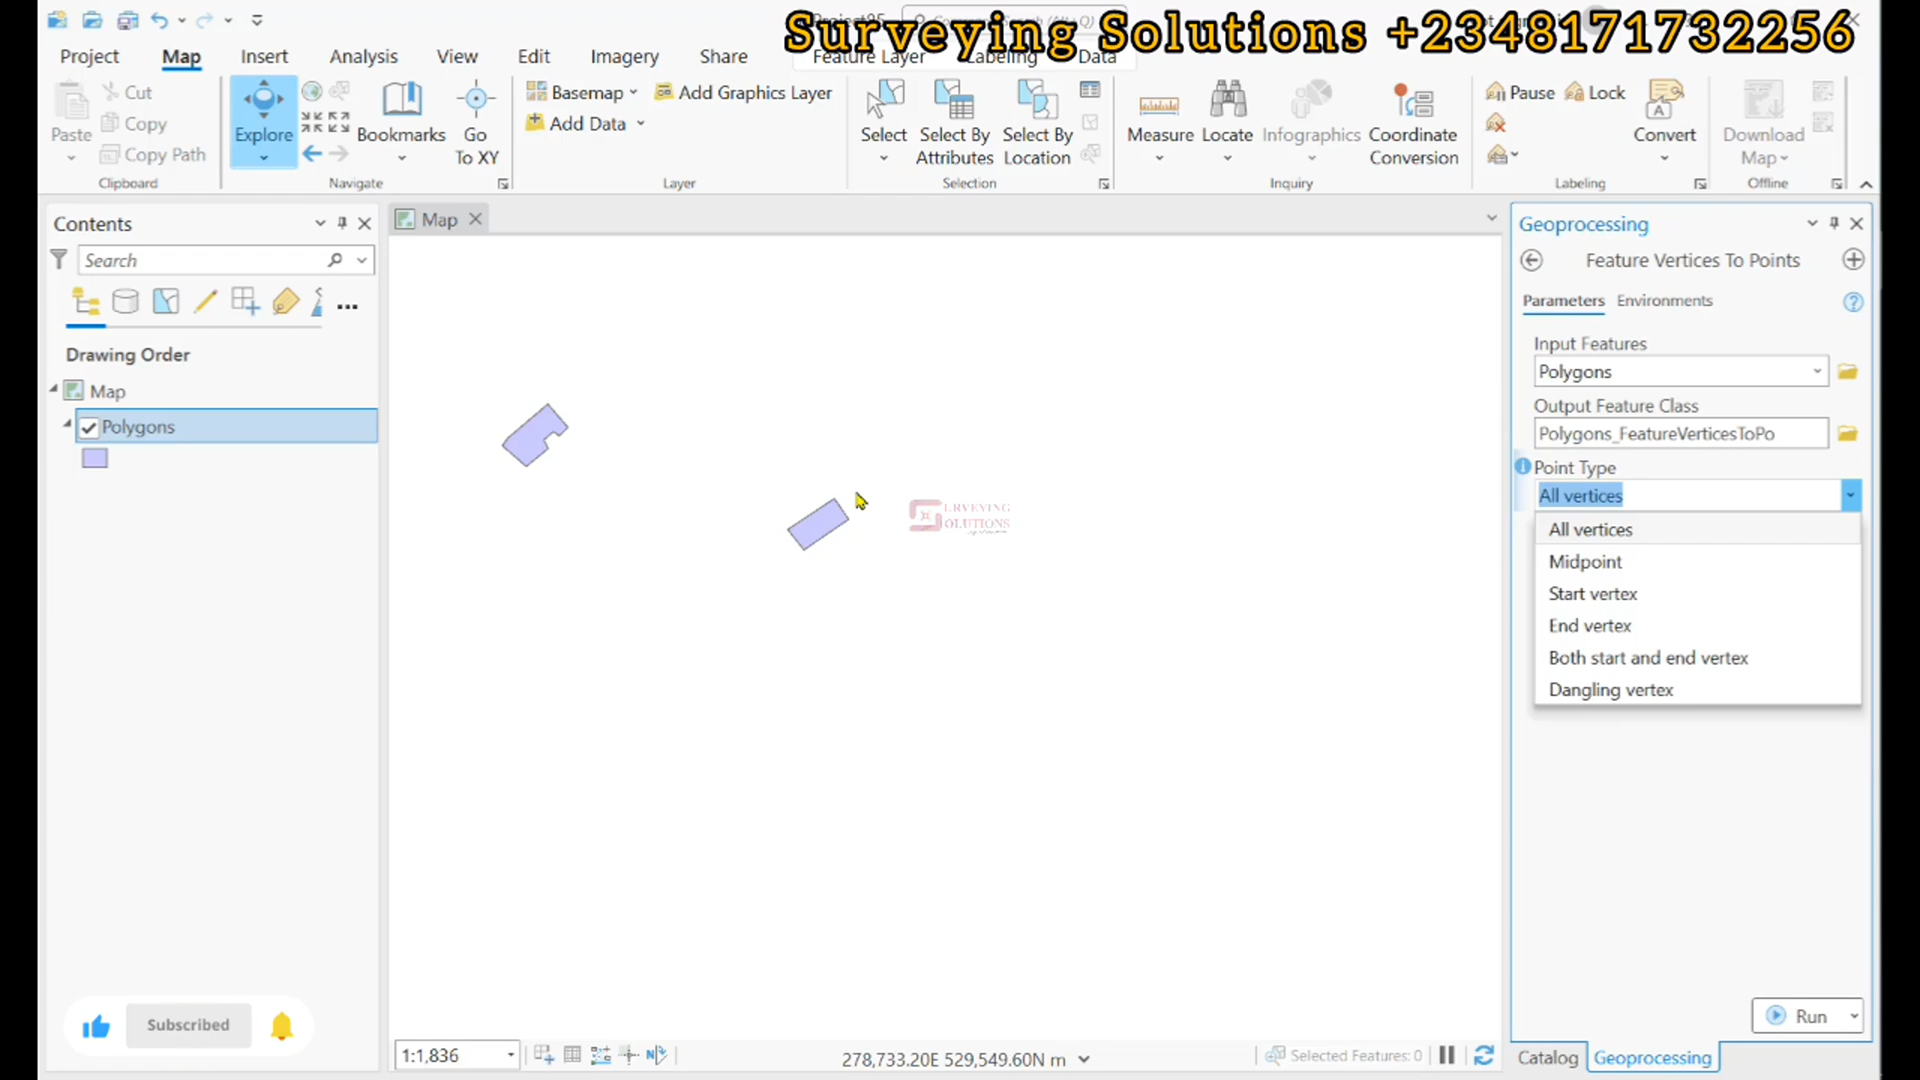 Surveying Solutions +2348171732256
Project Map Insert Analysis View Edit Imagery Share Feature Layer Labeling Data
Paste
Cut
Copy
Copy Path
Clipboard
Explore
Bookmarks
Go To XY
Navigate
Basemap
Add Data
Add Graphics Layer
Layer
Select
Select By Attributes
Select By Location
Selection
Measure
Locate
Infographics
Coordinate Conversion
Inquiry
Pause
Lock
Convert
Labeling
Download Map
Offline
Contents
Search
Drawing Order
Map
Polygons
Map
SURVEYING
SOLUTIONS
Geoprocessing
Feature Vertices To Points
Parameters Environments
Input Features
Polygons
Output Feature Class
Polygons_FeatureVerticesToPo
Point Type
All vertices
All vertices
Midpoint
Start vertex
End vertex
Both start and end vertex
Dangling vertex
Run
Subscribed
1:1,836
278,733.20E 529,549.60N m
Selected Features: 0
Catalog Geoprocessing